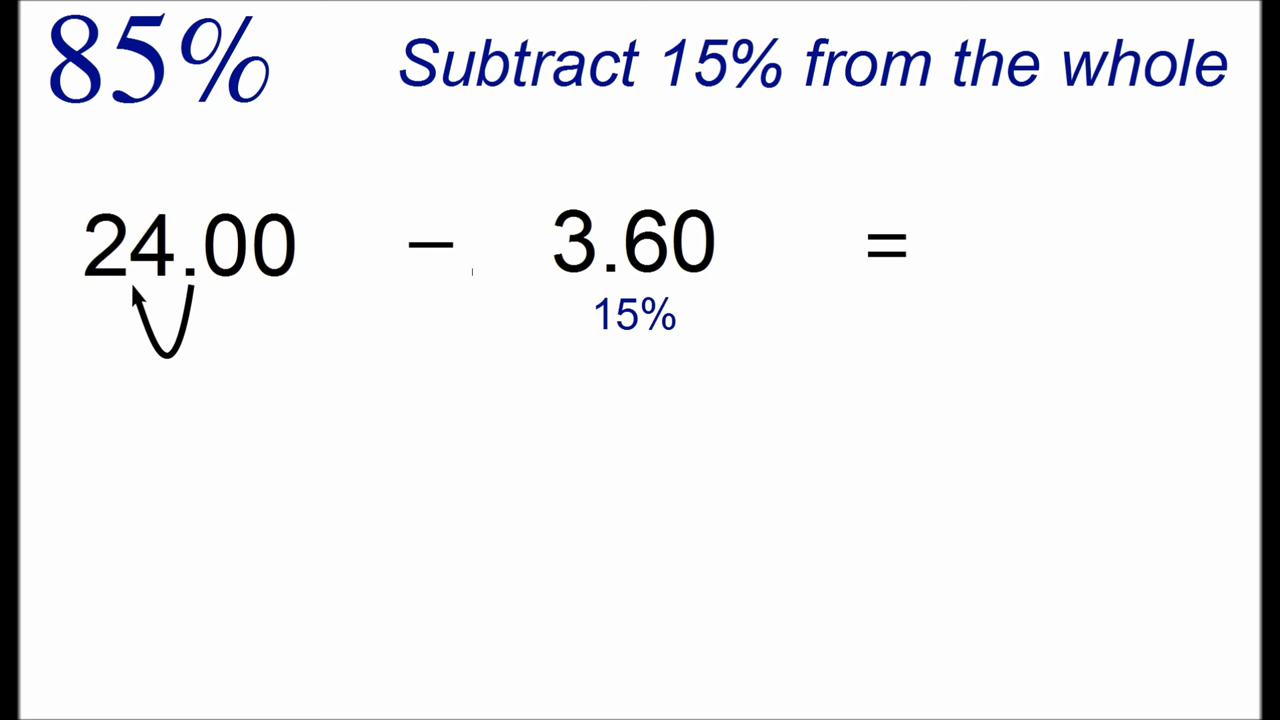 85% Subtract 15% from the whole
24.00 – 3.60 =
15%